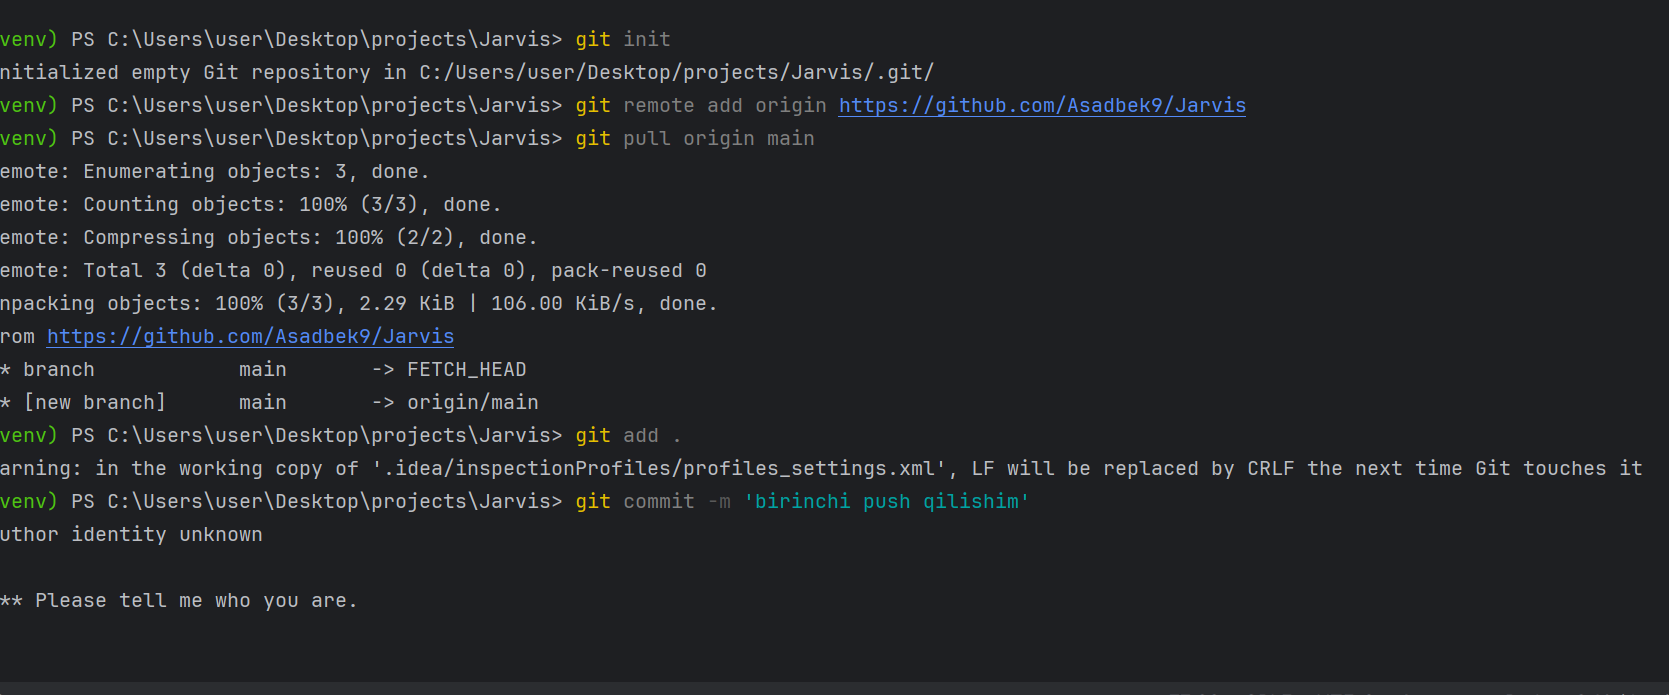 venv) PS C:\Users\user\Desktop\projects\Jarvis> git init
nitialized empty Git repository in C:/Users/user/Desktop/projects/Jarvis/.git/
venv) PS C:\Users\user\Desktop\projects\Jarvis> git remote add origin https://github.com/Asadbek9/Jarvis
venv) PS C:\Users\user\Desktop\projects\Jarvis> git pull origin main
emote: Enumerating objects: 3, done.
emote: Counting objects: 100% (3/3), done.
emote: Compressing objects: 100% (2/2), done.
emote: Total 3 (delta 0), reused 0 (delta 0), pack-reused 0
npacking objects: 100% (3/3), 2.29 KiB | 106.00 KiB/s, done.
rom https://github.com/Asadbek9/Jarvis
* branch            main       -> FETCH_HEAD
* [new branch]      main       -> origin/main
venv) PS C:\Users\user\Desktop\projects\Jarvis> git add .
arning: in the working copy of '.idea/inspectionProfiles/profiles_settings.xml', LF will be replaced by CRLF the next time Git touches it
venv) PS C:\Users\user\Desktop\projects\Jarvis> git commit -m 'birinchi push qilishim'
uthor identity unknown
** Please tell me who you are.